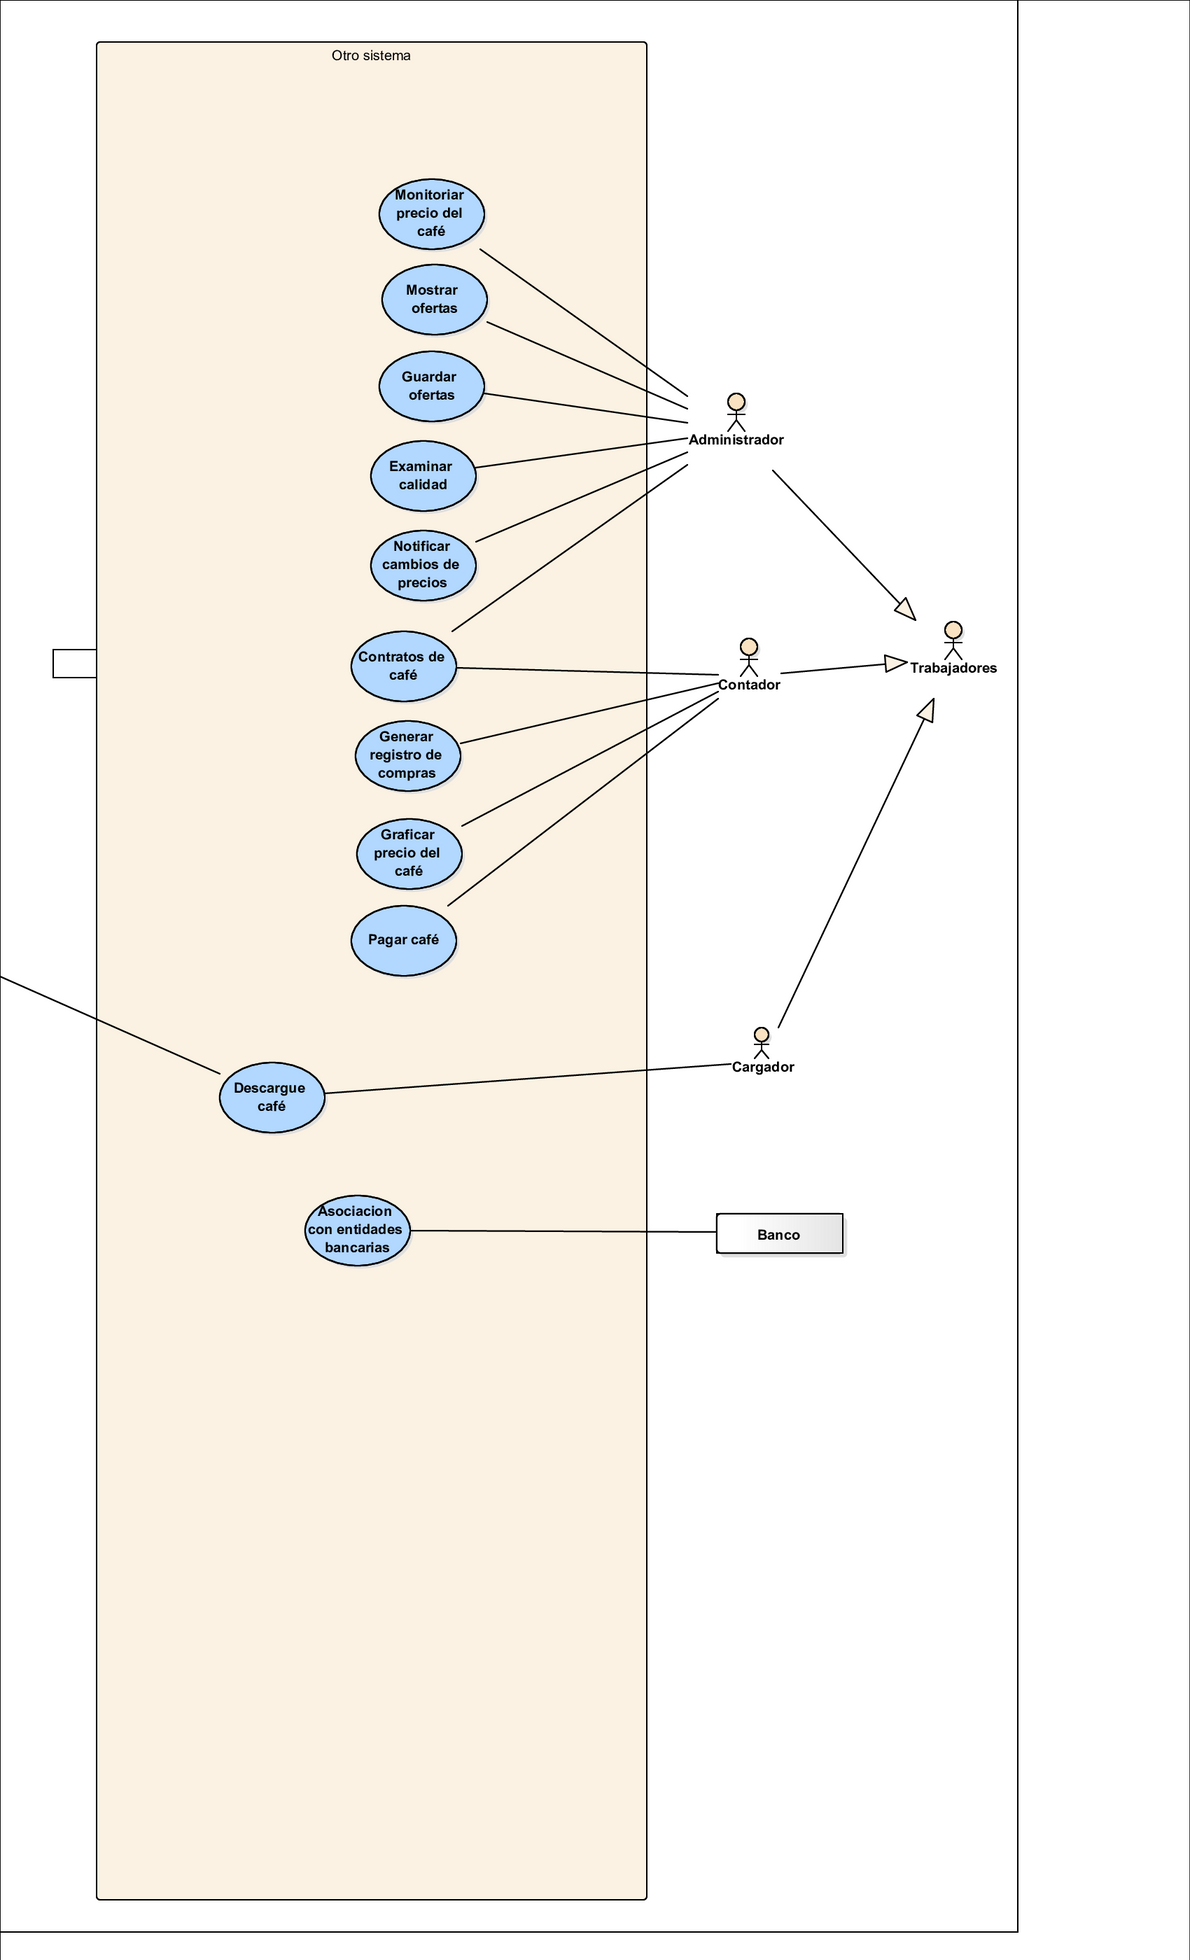 Otro sistema
Monitoriar
precio del
café
Mostrar
ofertas
Guardar
ofertas
Administrador
Examinar
calidad
Notificar
cambios de
precios
Contratos de
café
Trabajadores
Contador
Generar
registro de
compras
Graficar
precio del
café
Pagar café
Cargador
Descargue
café
Asociacion
con entidades
bancarias
Banco